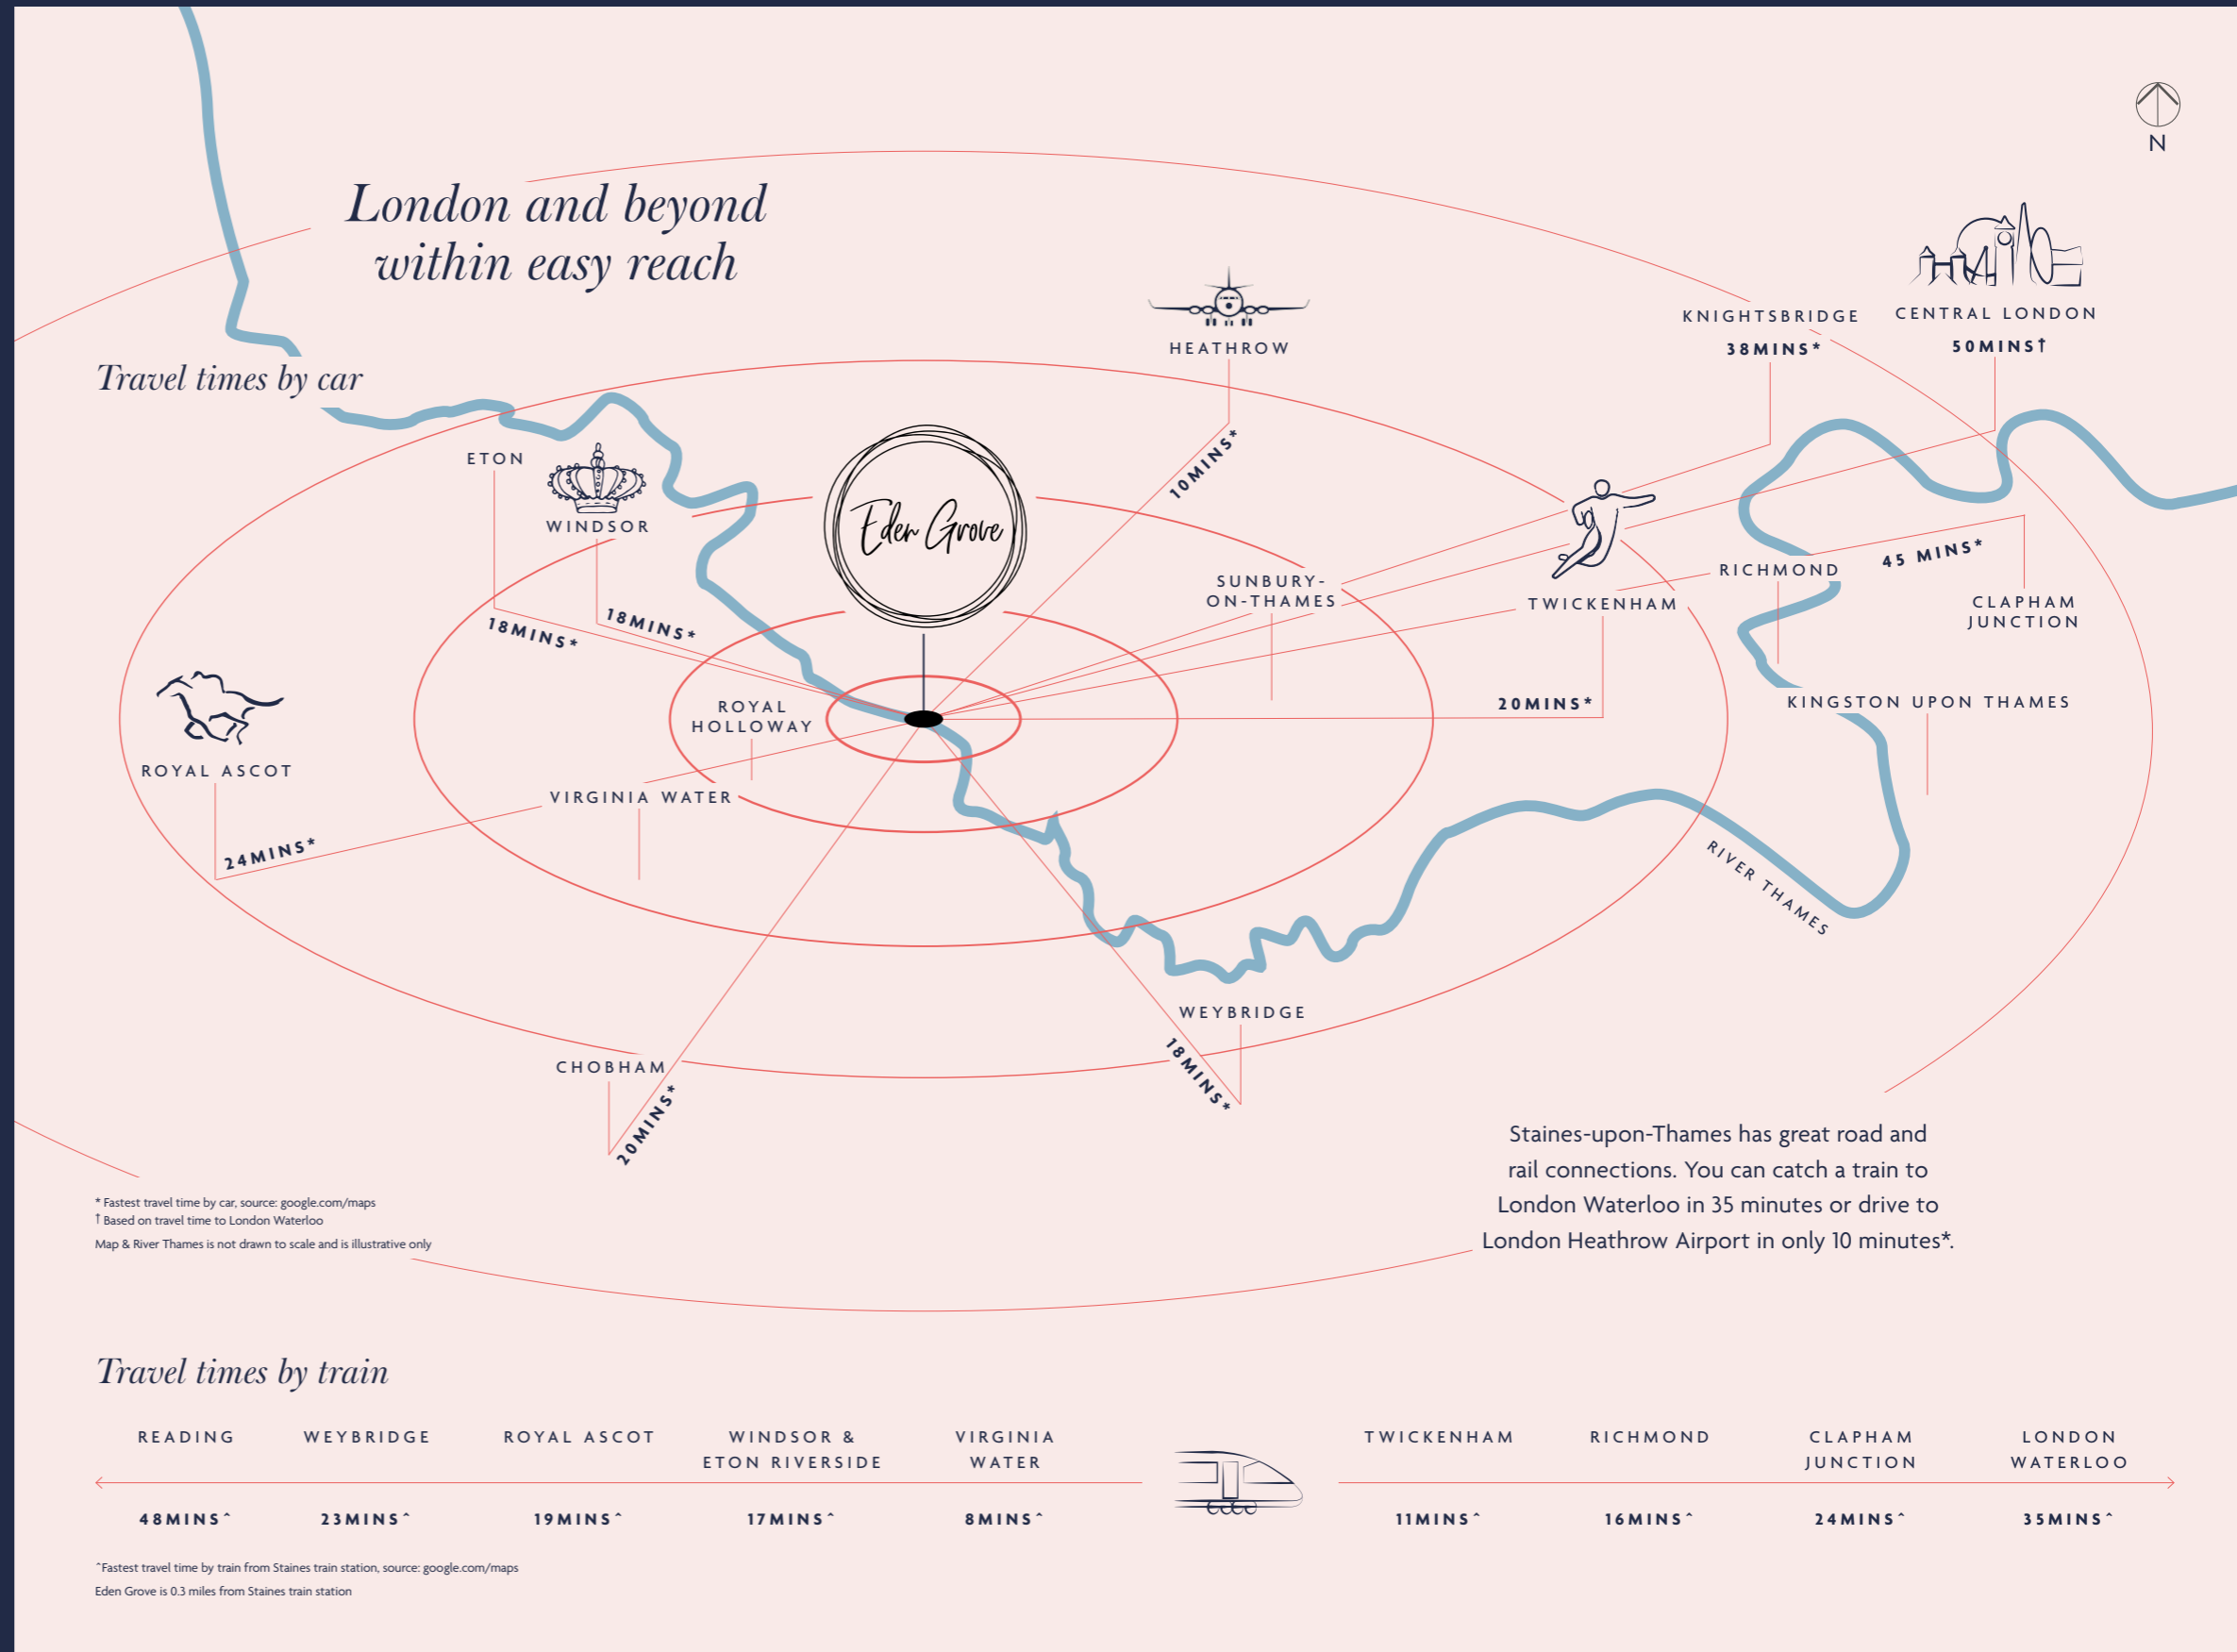 London and beyond
within easy reach
N
Travel times by car
HEATHROW
10MINS*
KNIGHTSBRIDGE
38MINS*
CENTRAL LONDON
50MINS†
ETON
18MINS*
WINDSOR
18MINS*
Eden Grove
SUNBURY-
ON-THAMES
TWICKENHAM
20MINS*
RICHMOND
45 MINS*
CLAPHAM
JUNCTION
KINGSTON UPON THAMES
ROYAL
HOLLOWAY
ROYAL ASCOT
24MINS*
VIRGINIA WATER
RIVER THAMES
WEYBRIDGE
18MINS*
CHOBHAM
20MINS*
Staines-upon-Thames has great road and
rail connections. You can catch a train to
London Waterloo in 35 minutes or drive to
London Heathrow Airport in only 10 minutes*.
* Fastest travel time by car, source: google.com/maps
† Based on travel time to London Waterloo
Map & River Thames is not drawn to scale and is illustrative only
Travel times by train
READING
48MINS^
WEYBRIDGE
23MINS^
ROYAL ASCOT
19MINS^
WINDSOR &
ETON RIVERSIDE
17MINS^
VIRGINIA
WATER
8MINS^
TWICKENHAM
11MINS^
RICHMOND
16MINS^
CLAPHAM
JUNCTION
24MINS^
LONDON
WATERLOO
35MINS^
^Fastest travel time by train from Staines train station, source: google.com/maps
Eden Grove is 0.3 miles from Staines train station